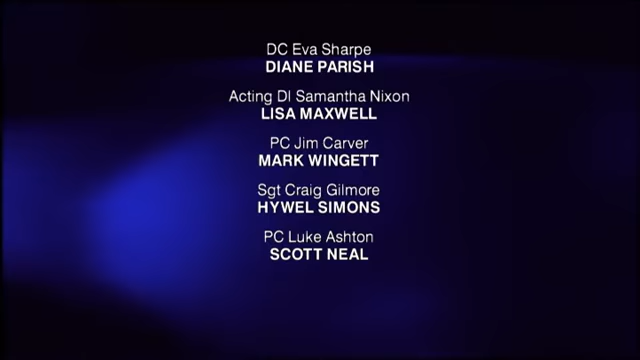 DC Eva Sharpe
DIANE PARISH
Acting DI Samantha Nixon
LISA MAXWELL
PC Jim Carver
MARK WINGETT
Sgt Craig Gilmore
HYWEL SIMONS
PC Luke Ashton
SCOTT NEAL